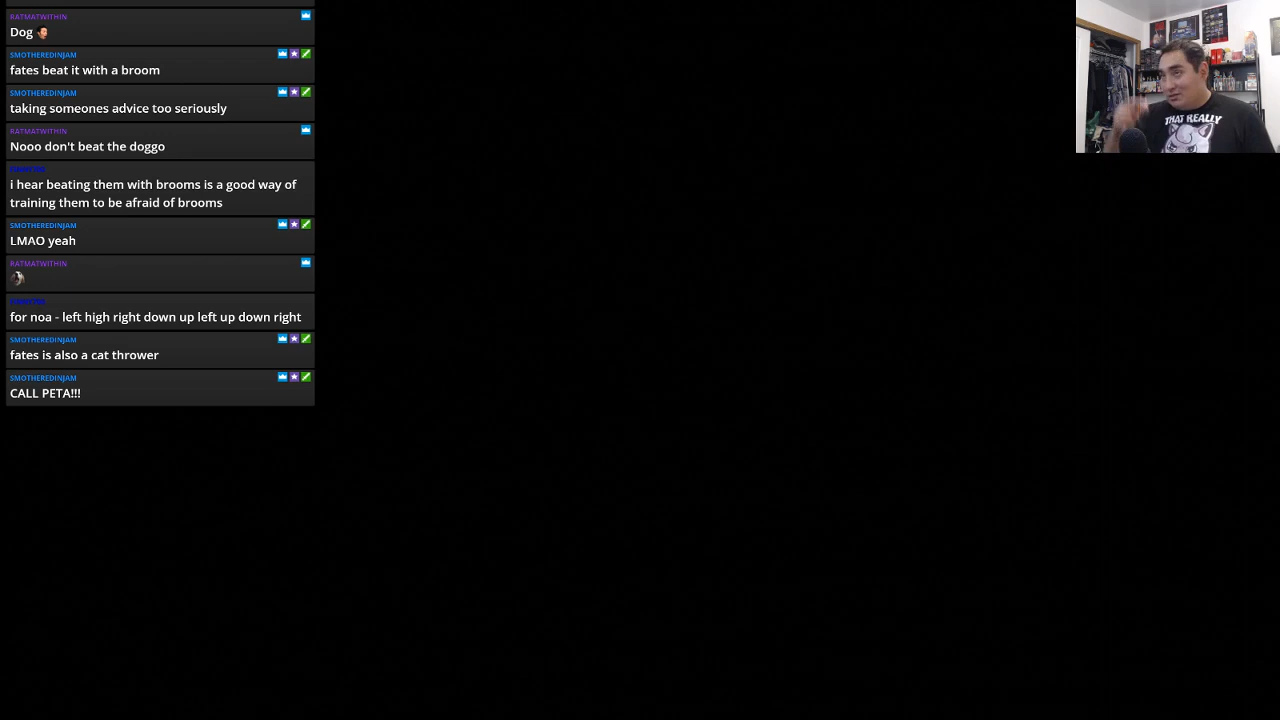 RATMATWITHIN
Dog
SMOTHEREDINJAM
fates beat it with a broom
SMOTHEREDINJAM
taking someones advice too seriously
RATMATWITHIN
Nooo don't beat the doggo
i hear beating them with brooms is a good way of
training them to be afraid of brooms
SMOTHEREDINJAM
LMAO yeah
RATMATWITHIN
for noa - left high right down up left up down right
SMOTHEREDINJAM
fates is also a cat thrower
SMOTHEREDINJAM
CALL PETA!!!
THAT REALLY